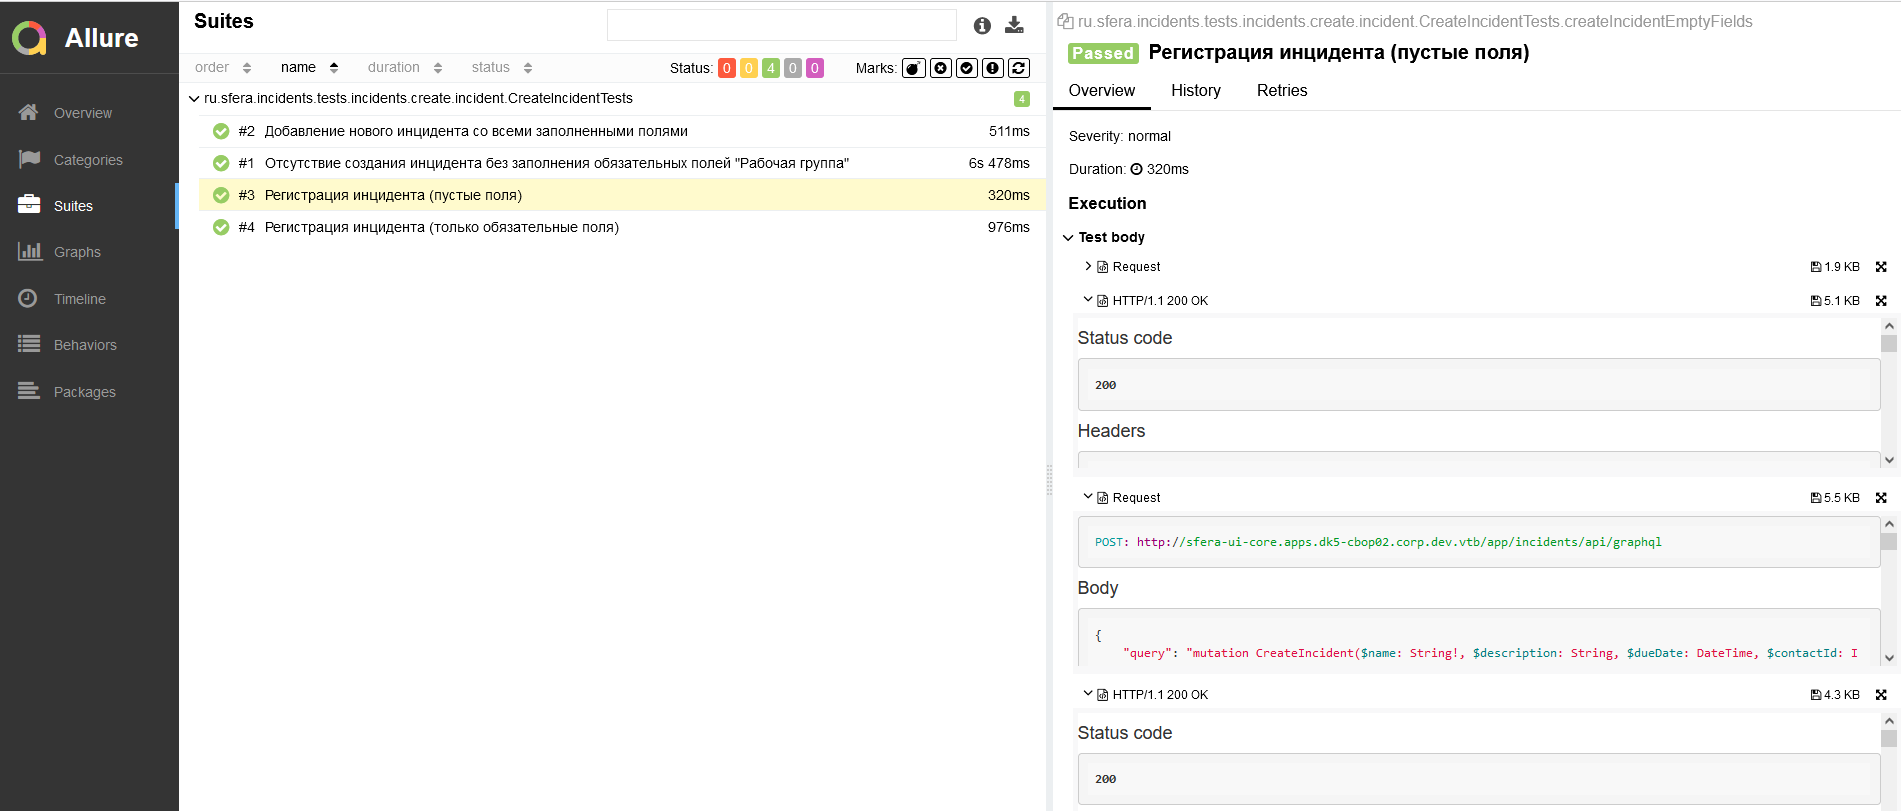 Allure
Overview
Categories
Suites
Graphs
Timeline
Behaviors
Packages
Suites
order name duration status Status: 0 0 4 0 0 Marks:
ru.sfera.incidents.tests.incidents.create.incident.CreateIncidentTests 4
#2 Добавление нового инцидента со всеми заполненными полями 511ms
#1 Отсутствие создания инцидента без заполнения обязательных полей "Рабочая группа" 6s 478ms
#3 Регистрация инцидента (пустые поля) 320ms
#4 Регистрация инцидента (только обязательные поля) 976ms
ru.sfera.incidents.tests.incidents.create.incident.CreateIncidentTests.createIncidentEmptyFields
Passed Регистрация инцидента (пустые поля)
Overview History Retries
Severity: normal
Duration: 320ms
Execution
Test body
Request 1.9 KB
HTTP/1.1 200 OK 5.1 KB
Status code
200
Headers
Request 5.5 KB
POST: http://sfera-ui-core.apps.dk5-cbop02.corp.dev.vtb/app/incidents/api/graphql
Body
{
"query": "mutation CreateIncident($name: String!, $description: String, $dueDate: DateTime, $contactId: I
HTTP/1.1 200 OK 4.3 KB
Status code
200